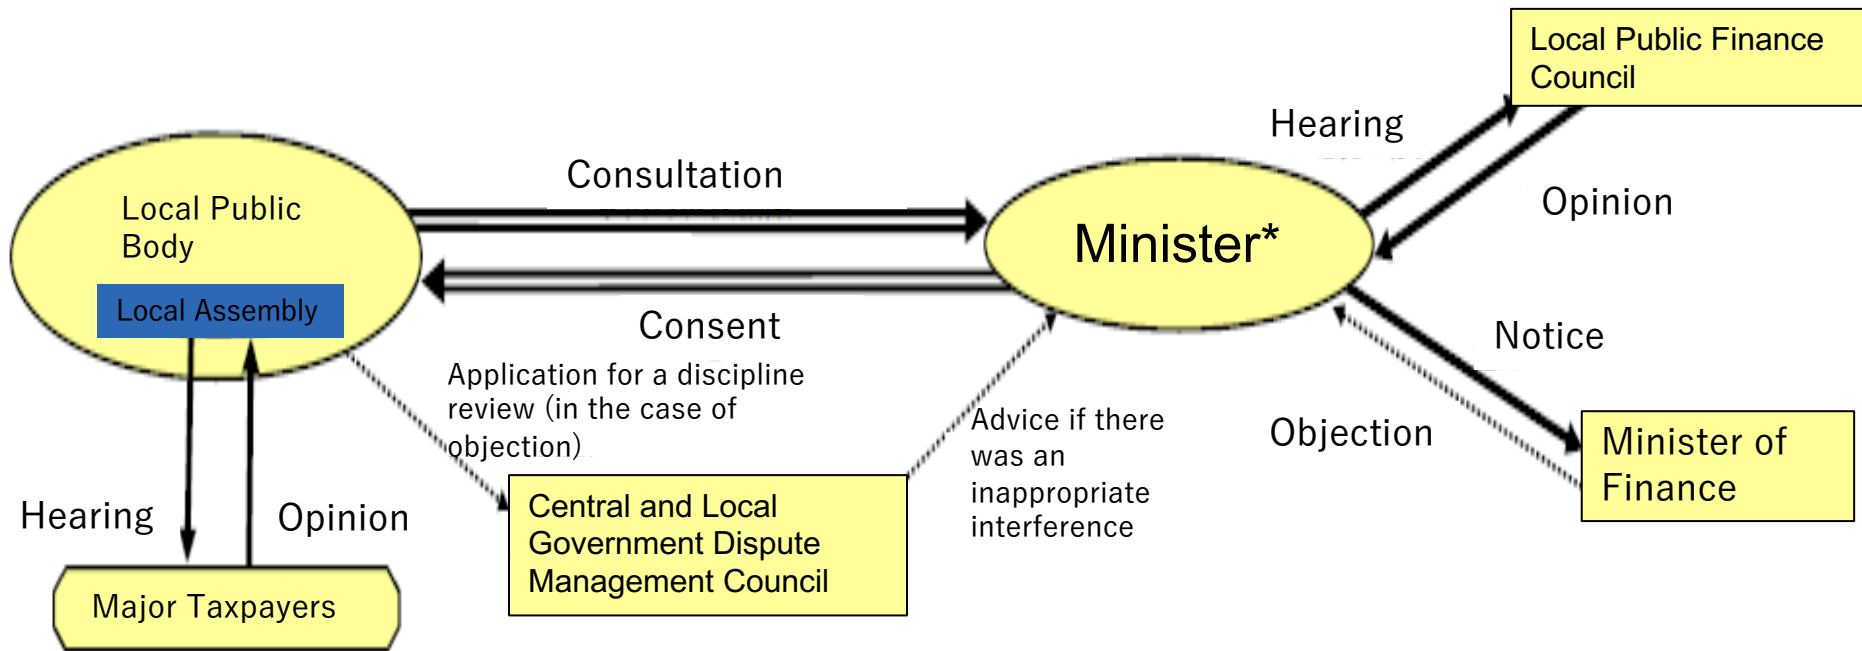 Local Public Finance
Council
Hearing
Opinion
Consultation
Local Public
Body
Local Assembly
Minister*
Consent
Notice
Application for a discipline
review (in the case of
objection)
Advice if there
was an
inappropriate
interference
Objection
Minister of
Finance
Hearing
Opinion
Central and Local
Government Dispute
Management Council
Major Taxpayers